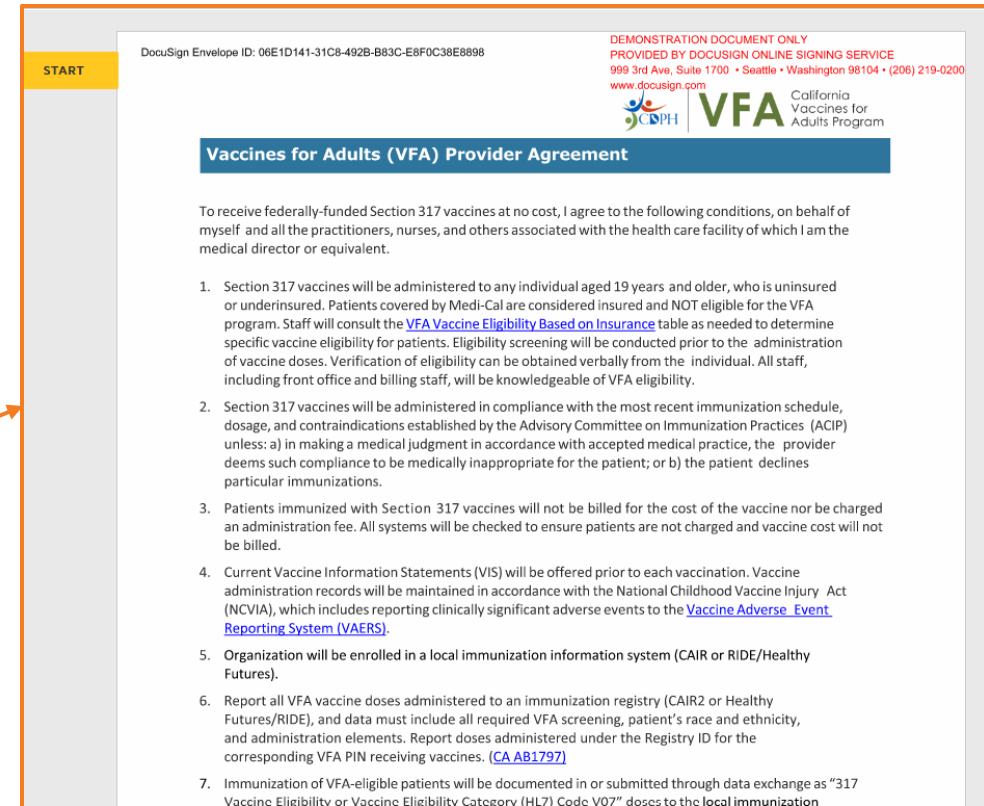 START
DocuSign Envelope ID: 06E1D141-31C8-492B-B83C-E8F0C38E8898
DEMONSTRATION DOCUMENT ONLY
PROVIDED BY DOCUSIGN ONLINE SIGNING SERVICE
999 3rd Ave, Suite 1700 • Seattle • Washington 98104 • (206) 219-0200
www.docusign.com
CDPH
VFA
California
Vaccines for
Adults Program
Vaccines for Adults (VFA) Provider Agreement
To receive federally-funded Section 317 vaccines at no cost, I agree to the following conditions, on behalf of
myself and all the practitioners, nurses, and others associated with the health care facility of which I am the
medical director or equivalent.
1. Section 317 vaccines will be administered to any individual aged 19 years and older, who is uninsured
or underinsured. Patients covered by Medi-Cal are considered insured and NOT eligible for the VFA
program. Staff will consult the VFA Vaccine Eligibility Based on Insurance table as needed to determine
specific vaccine eligibility for patients. Eligibility screening will be conducted prior to the administration
of vaccine doses. Verification of eligibility can be obtained verbally from the individual. All staff,
including front office and billing staff, will be knowledgeable of VFA eligibility.
2. Section 317 vaccines will be administered in compliance with the most recent immunization schedule,
dosage, and contraindications established by the Advisory Committee on Immunization Practices (ACIP)
unless: a) in making a medical judgment in accordance with accepted medical practice, the provider
deems such compliance to be medically inappropriate for the patient; or b) the patient declines
particular immunizations.
3. Patients immunized with Section 317 vaccines will not be billed for the cost of the vaccine nor be charged
an administration fee. All systems will be checked to ensure patients are not charged and vaccine cost will not
be billed.
4. Current Vaccine Information Statements (VIS) will be offered prior to each vaccination. Vaccine
administration records will be maintained in accordance with the National Childhood Vaccine Injury Act
(NCVIA), which includes reporting clinically significant adverse events to the Vaccine Adverse Event
Reporting System (VAERS).
5. Organization will be enrolled in a local immunization information system (CAIR or RIDE/Healthy
Futures).
6. Report all VFA vaccine doses administered to an immunization registry (CAIR2 or Healthy
Futures/RIDE), and data must include all required VFA screening, patient's race and ethnicity,
and administration elements. Report doses administered under the Registry ID for the
corresponding VFA PIN receiving vaccines. (CA AB1797)
7. Immunization of VFA-eligible patients will be documented in or submitted through data exchange as "317
Vaccine Eligibility or Vaccine Eligibility Category (HL7) Code V07" doses to the local immunization